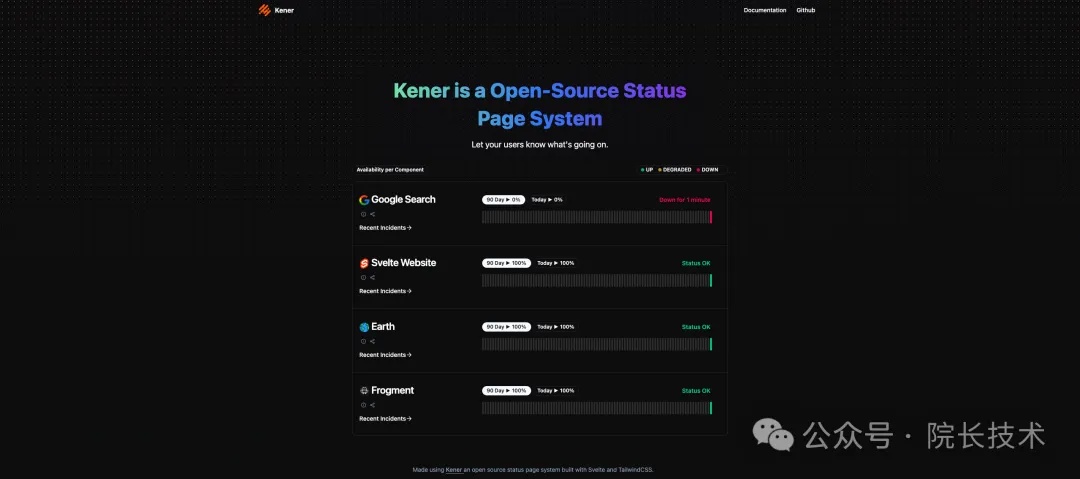 Kener
Documentation Github
Kener is a Open-Source Status
Page System
Let your users know what's going on.
Availability per Component
UP DEGRADED DOWN
Google Search
90 Day ► 0% Today ► 0%
Down for 1 minute
Recent Incidents→
Svelte Website
90 Day ► 100% Today ► 100%
Status OK
Recent Incidents→
Earth
90 Day ► 100% Today ► 100%
Status OK
Recent Incidents→
Frogment
90 Day ► 100% Today ► 100%
Status OK
Recent Incidents→
公众号 · 院长技术
Made using Kener an open source status page system built with Svelte and TailwindCSS.